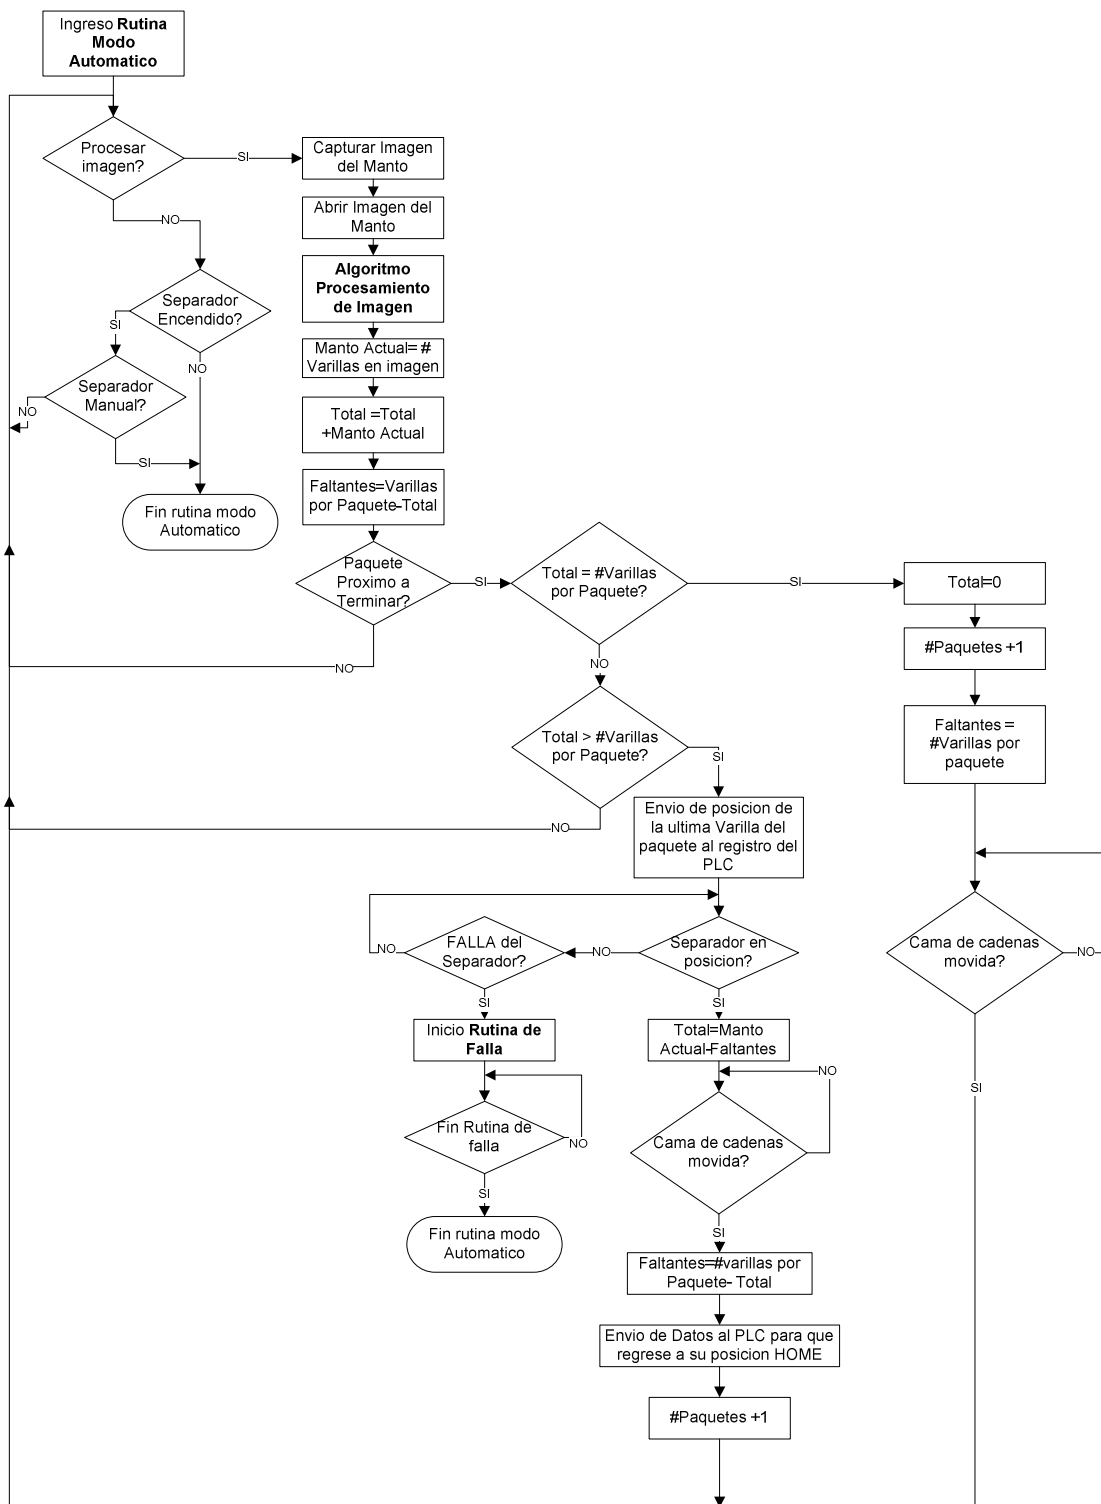 Ingreso Rutina
Modo
Automatico
Procesar
imagen?
SI
NO
Capturar Imagen
del Manto
Abrir Imagen del
Manto
Algoritmo
Procesamiento
de Imagen
Separador
Encendido?
SI
NO
Separador
Manual?
NO
SI
Fin rutina modo
Automatico
Manto Actual= #
Varillas en imagen
Total =Total
+Manto Actual
Faltantes=Varillas
por Paquete-Total
Paquete
Proximo a
Terminar?
SI
NO
Total = #Varillas
por Paquete?
SI
NO
Total=0
#Paquetes +1
Faltantes =
#Varillas por
paquete
Total > #Varillas
por Paquete?
SI
NO
Envio de posicion de
la ultima Varilla del
paquete al registro del
PLC
Cama de cadenas
movida?
NO
SI
Separador en
posicion?
NO
SI
FALLA del
Separador?
NO
SI
Inicio Rutina de
Falla
Fin Rutina de
falla
NO
SI
Fin rutina modo
Automatico
Total=Manto
Actual-Faltantes
NO
Cama de cadenas
movida?
SI
Faltantes=#varillas por
Paquete- Total
Envio de Datos al PLC para que
regrese a su posicion HOME
#Paquetes +1